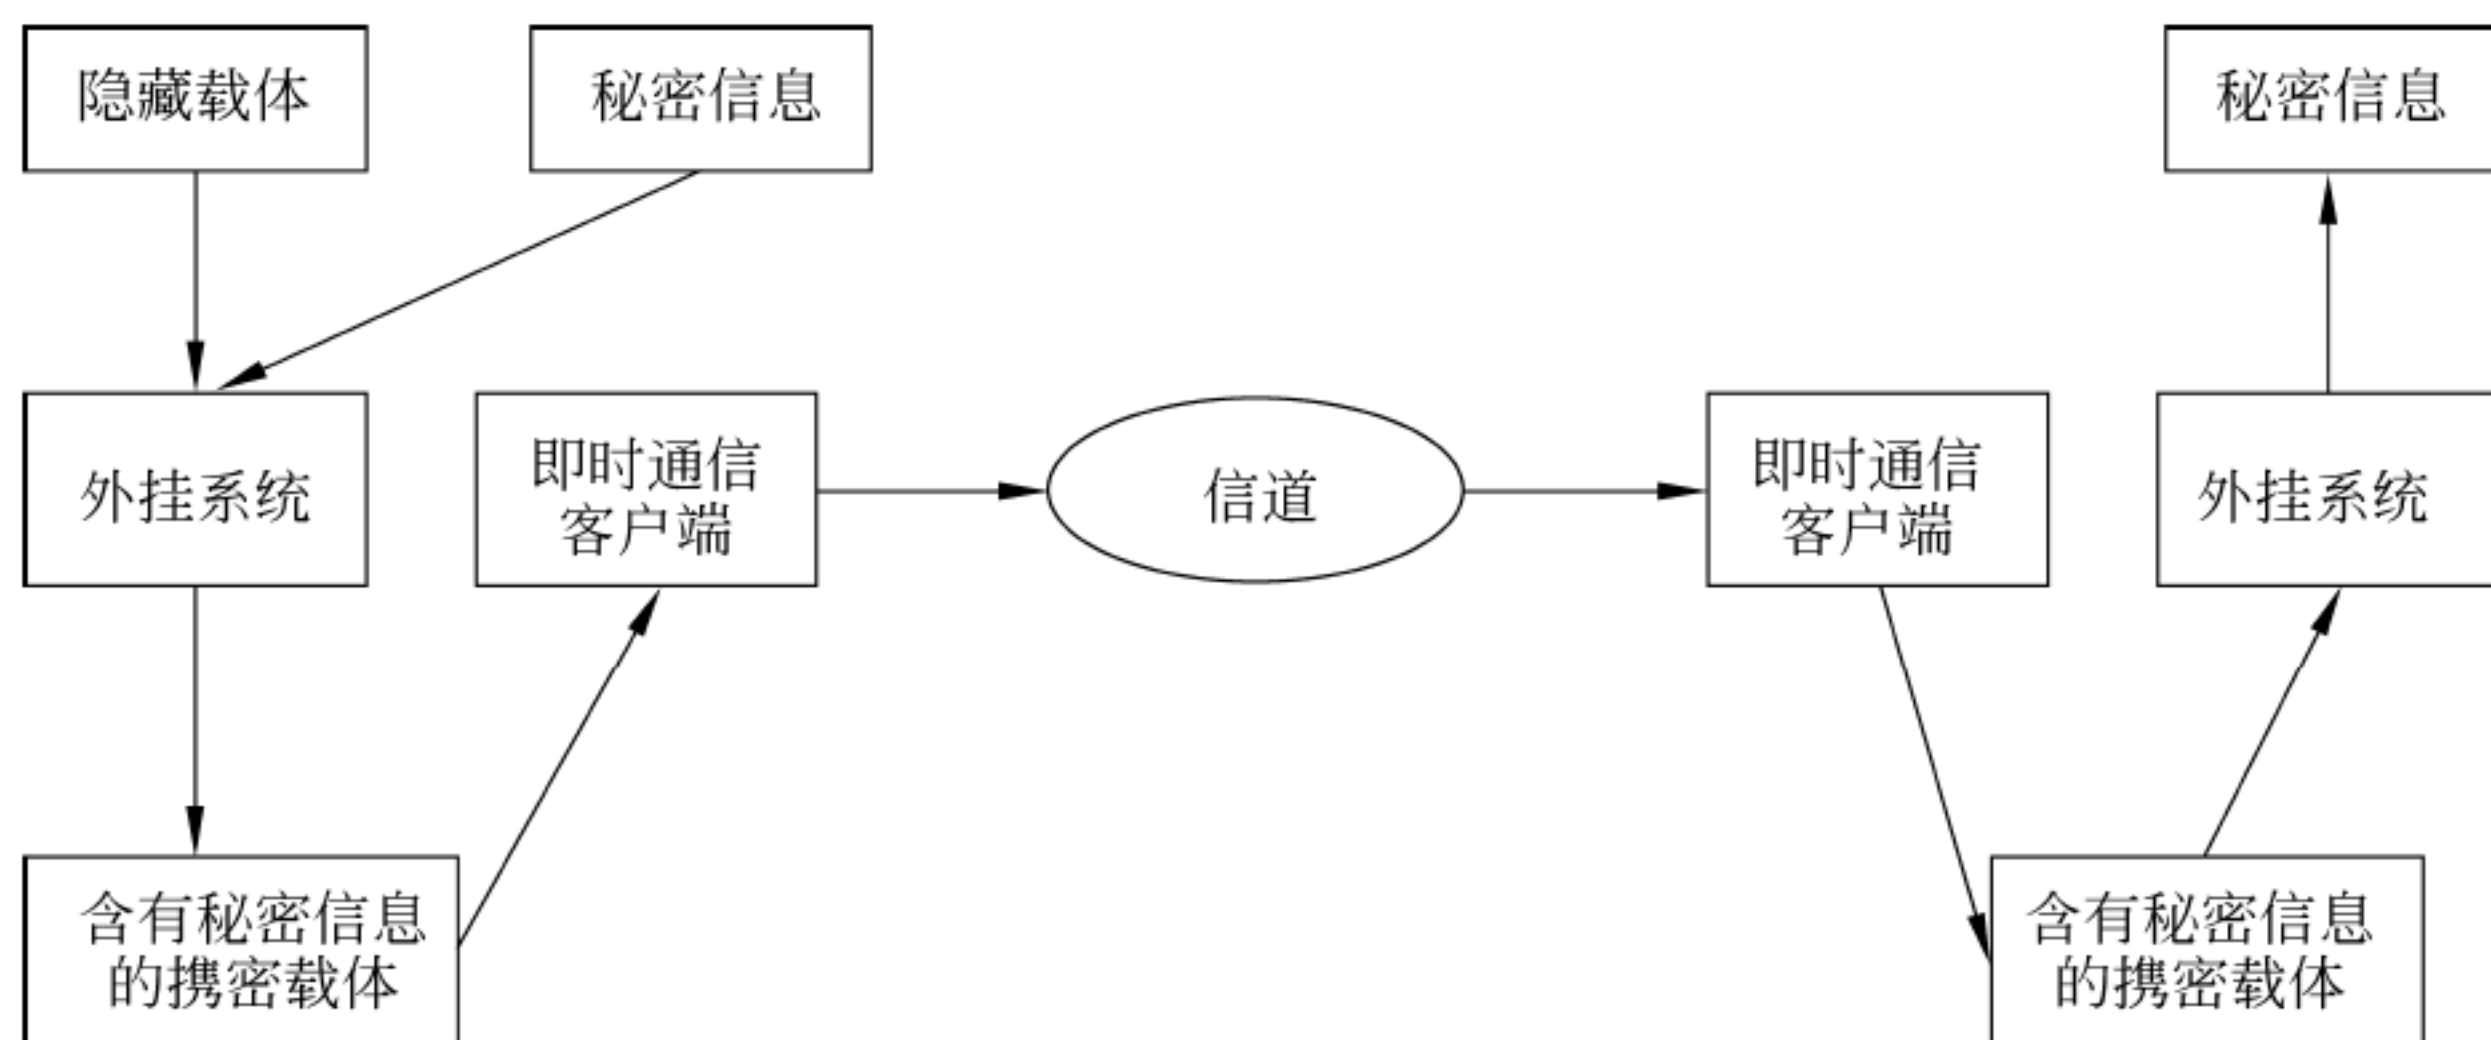 隐藏载体
秘密信息
秘密信息
外挂系统
即时通信
客户端
信道
即时通信
客户端
外挂系统
含有秘密信息
的携密载体
含有秘密信息
的携密载体